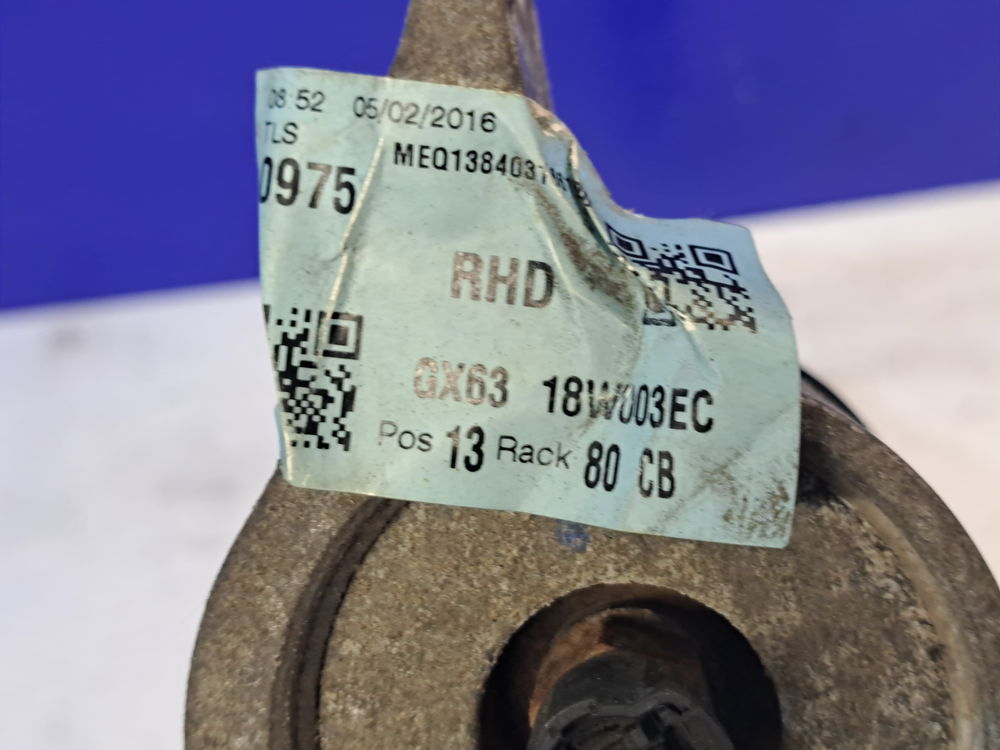 08:52 05/02/2016
TLS
0975
RHD
GX63 18W003EC
Pos 13 Rack 80 CB